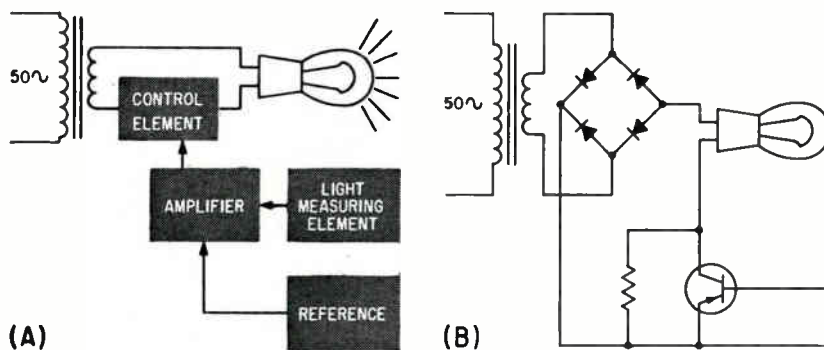 50~
CONTROL
ELEMENT
AMPLIFIER
LIGHT
MEASURING
ELEMENT
REFERENCE
(A)
50~
(B)